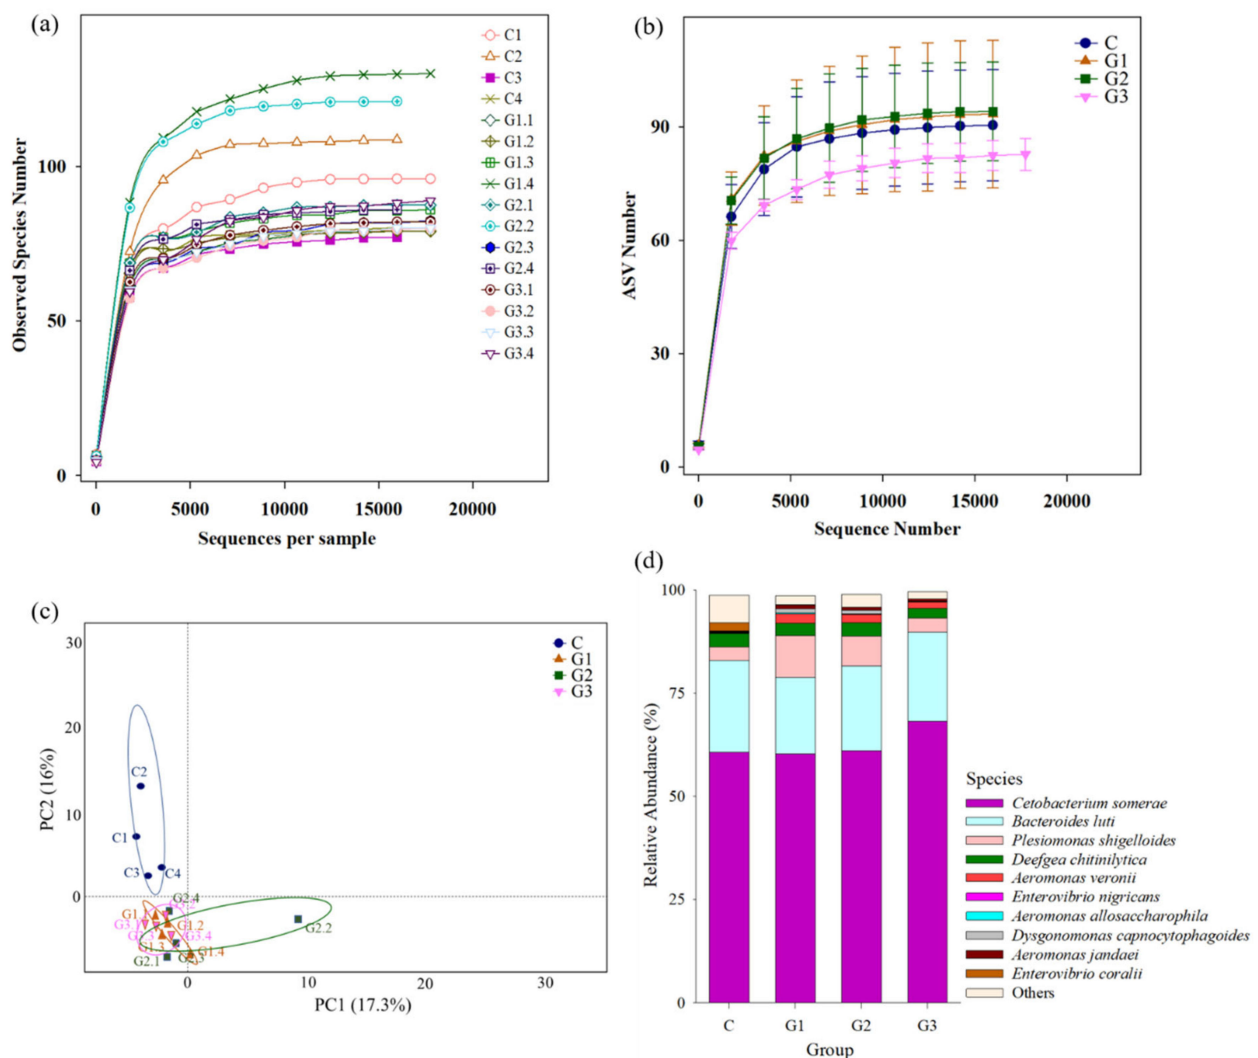 (a)
Observed Species Number
100
50
0
0 5000 10000 15000 20000
Sequences per sample
C1
C2
C3
C4
G1.1
G1.2
G1.3
G1.4
G2.1
G2.2
G2.3
G2.4
G3.1
G3.2
G3.3
G3.4
(b)
ASV Number
90
60
30
0
0 5000 10000 15000 20000
Sequence Number
C
G1
G2
G3
(c)
PC2 (16%)
30
20
10
0
0 10 20 30
PC1 (17.3%)
C
G1
G2
G3
C2
C1
C3 C4
G2.4
G2.2
G1.2
G3.4
G1.3
G1.4
G2.1
(d)
Relative Abundance (%)
100
75
50
25
0
C G1 G2 G3
Group
Species
Cetobacterium somerae
Bacteroides luti
Plesiomonas shigelloides
Deefgea chitinilytica
Aeromonas veronii
Enterovibrio nigricans
Aeromonas allosaccharophila
Dysgonomonas capnocytophagoides
Aeromonas jandaei
Enterovibrio coralii
Others